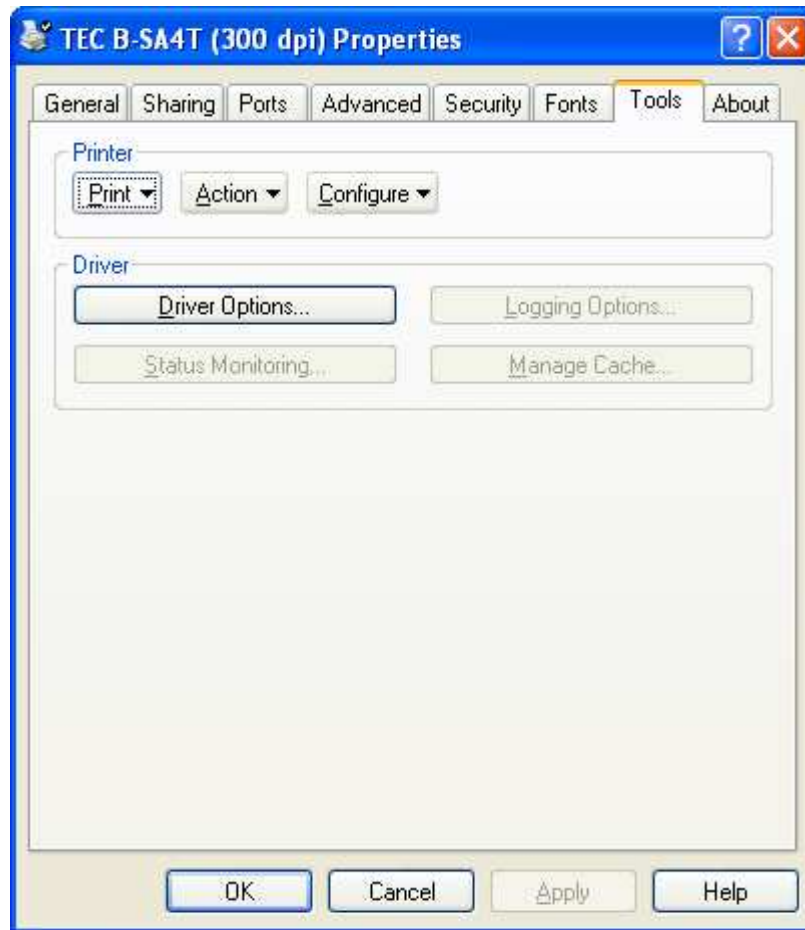 TEC B-SA4T (300 dpi) Properties
General Sharing Ports Advanced Security Fonts Tools About
Printer
Print Action Configure
Driver
Driver Options... Logging Options...
Status Monitoring... Manage Cache...
OK Cancel Apply Help